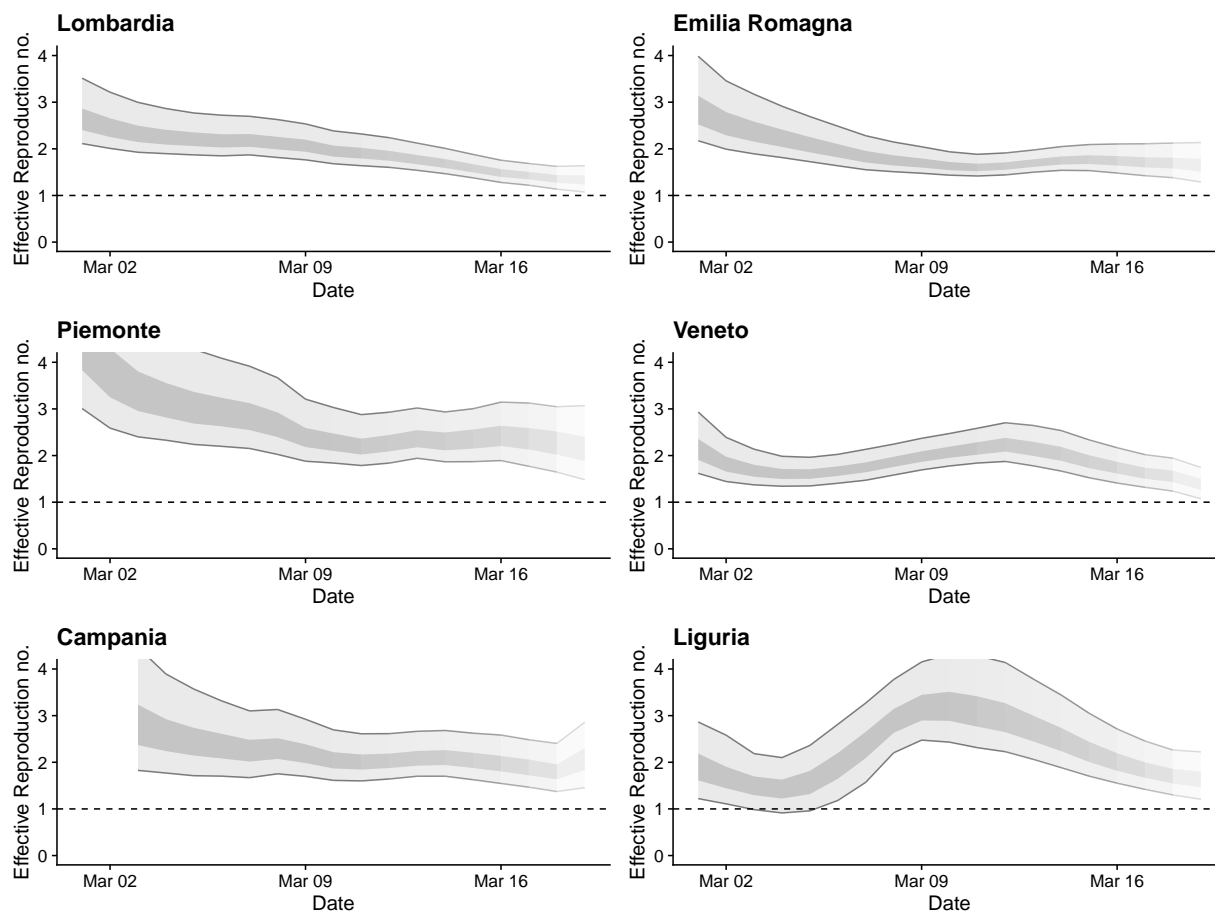 Lombardia
Effective Reproduction no.
4
3
2
1
0
Mar 02 Mar 09 Mar 16
Date
Emilia Romagna
Effective Reproduction no.
4
3
2
1
0
Mar 02 Mar 09 Mar 16
Date
Piemonte
Effective Reproduction no.
4
3
2
1
0
Mar 02 Mar 09 Mar 16
Date
Veneto
Effective Reproduction no.
4
3
2
1
0
Mar 02 Mar 09 Mar 16
Date
Campania
Effective Reproduction no.
4
3
2
1
0
Mar 02 Mar 09 Mar 16
Date
Liguria
Effective Reproduction no.
4
3
2
1
0
Mar 02 Mar 09 Mar 16
Date